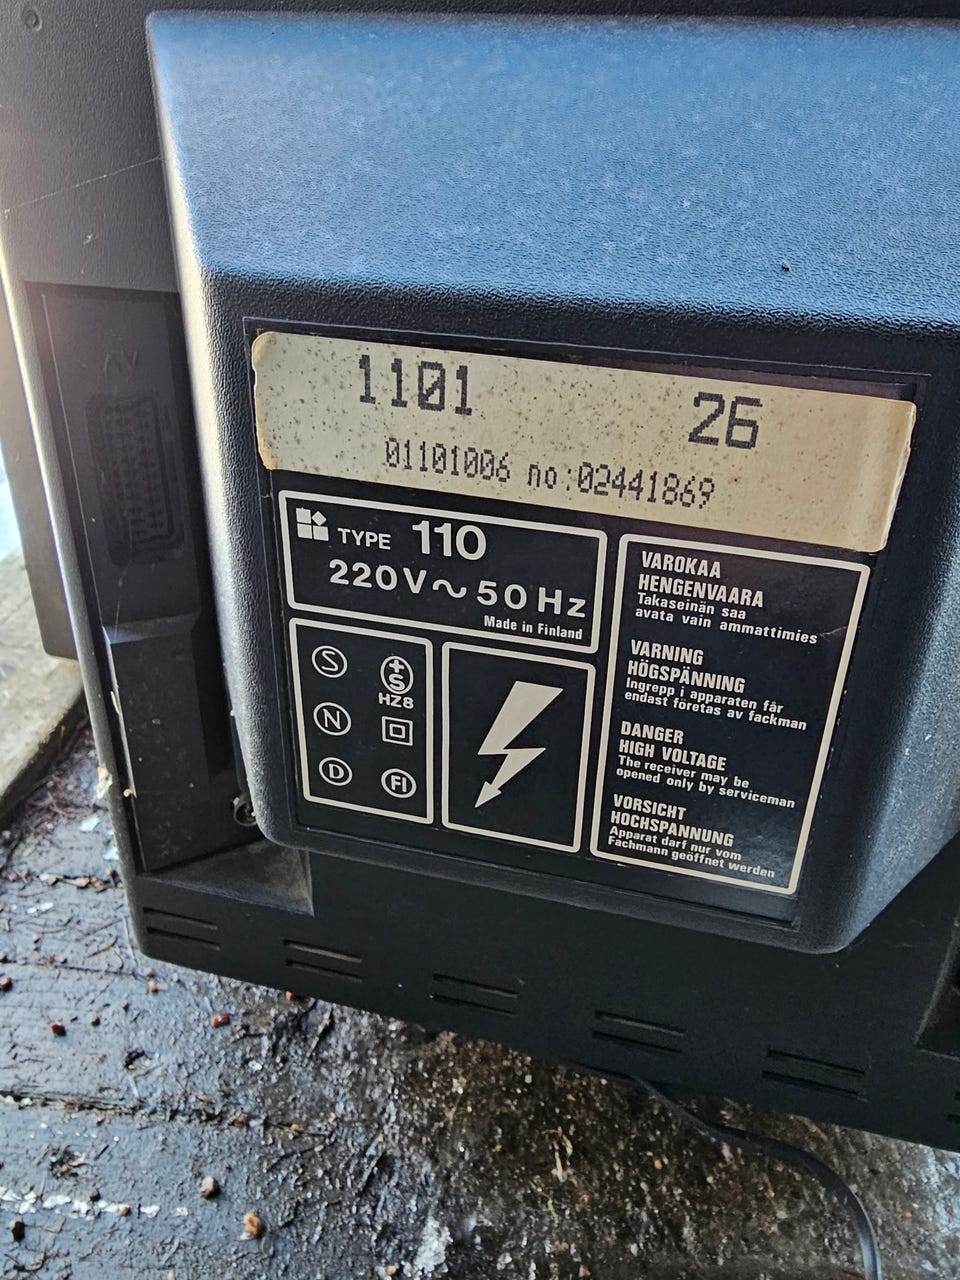 AV
1101
26
01101006 no:02441869
TYPE 110
220V~50Hz
Made in Finland
S
+S
HZ8
N
D
FI
VAROKAA
HENGENVAARA
Takaseinän saa
avata vain ammattimies
VARNING
HÖGSPÄNNING
Ingrepp i apparaten får
endast företas av fackman
DANGER
HIGH VOLTAGE
The receiver may be
opened only by serviceman
VORSICHT
HOCHSPANNUNG
Apparat darf nur vom
Fachmann geöffnet werden